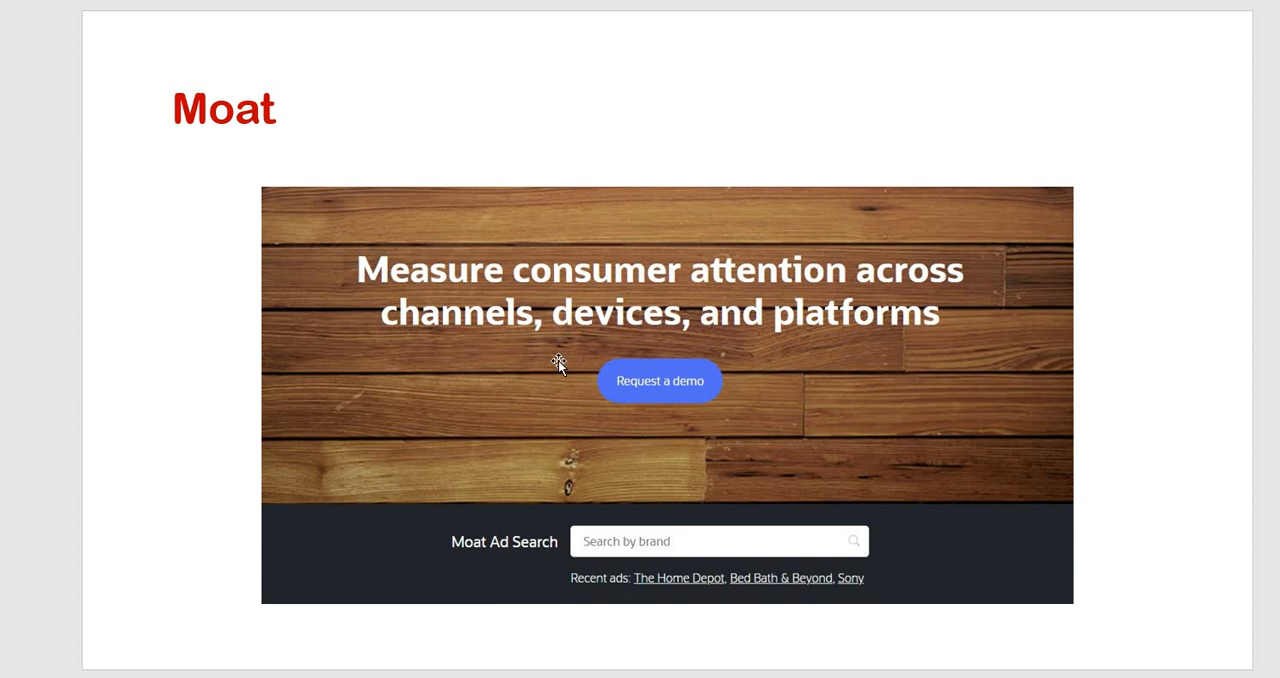 Moat
Measure consumer attention across
channels, devices, and platforms
Request a demo
Moat Ad Search
Search by brand
Recent ads: The Home Depot, Bed Bath & Beyond, Sony